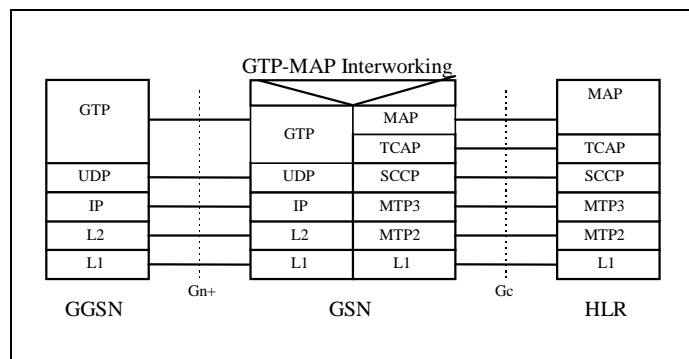 GTP-MAP Interworking
GTP
GTP
MAP
MAP
TCAP
TCAP
UDP
UDP
SCCP
SCCP
IP
IP
MTP3
MTP3
L2
L2
MTP2
MTP2
L1
L1
L1
L1
Gn+
Gc
GGSN
GSN
HLR